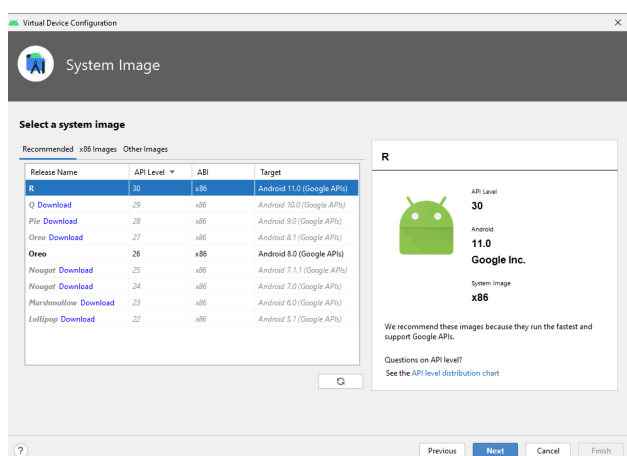 Virtual Device Configuration
System Image
Select a system image
Recommended x86 Images Other Images
Release Name API Level ABI Target
R 30 x86 Android 11.0 (Google APIs)
Q Download 29 x86 Android 10.0 (Google APIs)
Pie Download 28 x86 Android 9.0 (Google APIs)
Oreo Download 27 x86 Android 8.1 (Google APIs)
Oreo 26 x86 Android 8.0 (Google APIs)
Nougat Download 25 x86 Android 7.1.1 (Google APIs)
Nougat Download 24 x86 Android 7.0 (Google APIs)
Marshmallow Download 23 x86 Android 6.0 (Google APIs)
Lollipop Download 22 x86 Android 5.1 (Google APIs)
R
API Level
30
Android
11.0
Google Inc.
System Image
x86
We recommend these images because they run the fastest and
support Google APIs.
Questions on API level?
See the API level distribution chart
? Previous Next Cancel Finish